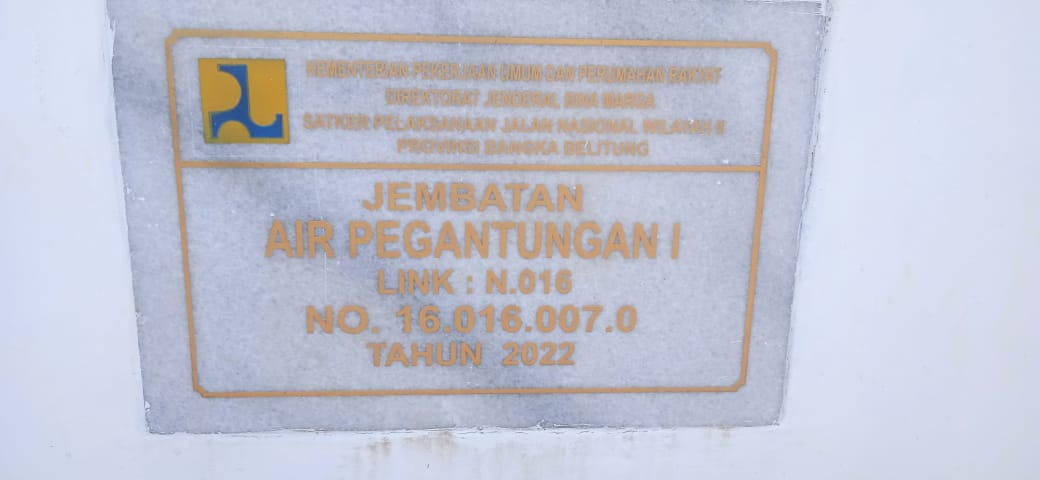 KEMENTERIAN PEKERJAAN UMUM DAN PERUMAHAN RAKYAT
DIREKTORAT JENDERAL BINA MARGA
SATKER PELAKSANAAN JALAN NASIONAL WILAYAH II
PROVINSI BANGKA BELITUNG
JEMBATAN
AIR PEGANTUNGAN I
LINK : N.016
NO. 16.016.007.0
TAHUN 2022